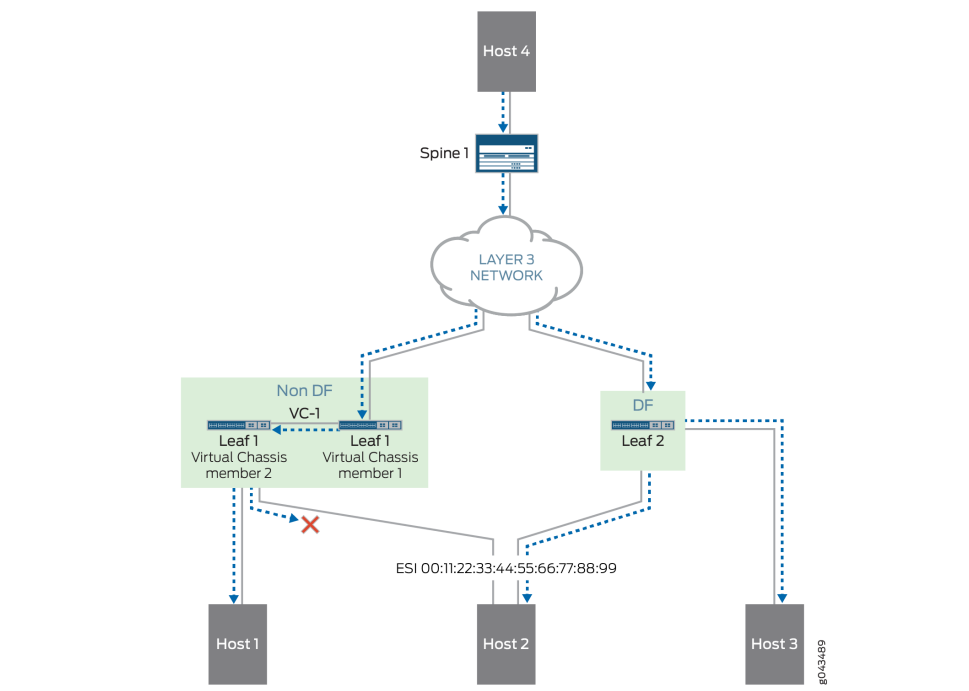 Host 4
Spine 1
LAYER 3
NETWORK
Non DF
VC-1
Leaf 1
Virtual Chassis
member 2
Leaf 1
Virtual Chassis
member 1
DF
Leaf 2
ESI 00:11:22:33:44:55:66:77:88:99
Host 1
Host 2
Host 3
g043489